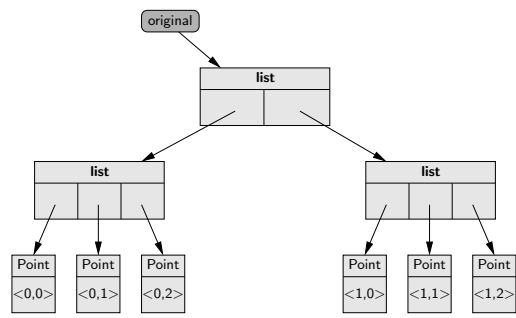 original
list
list
list
Point Point Point Point Point Point
<0,0> <0,1> <0,2> <1,0> <1,1> <1,2>